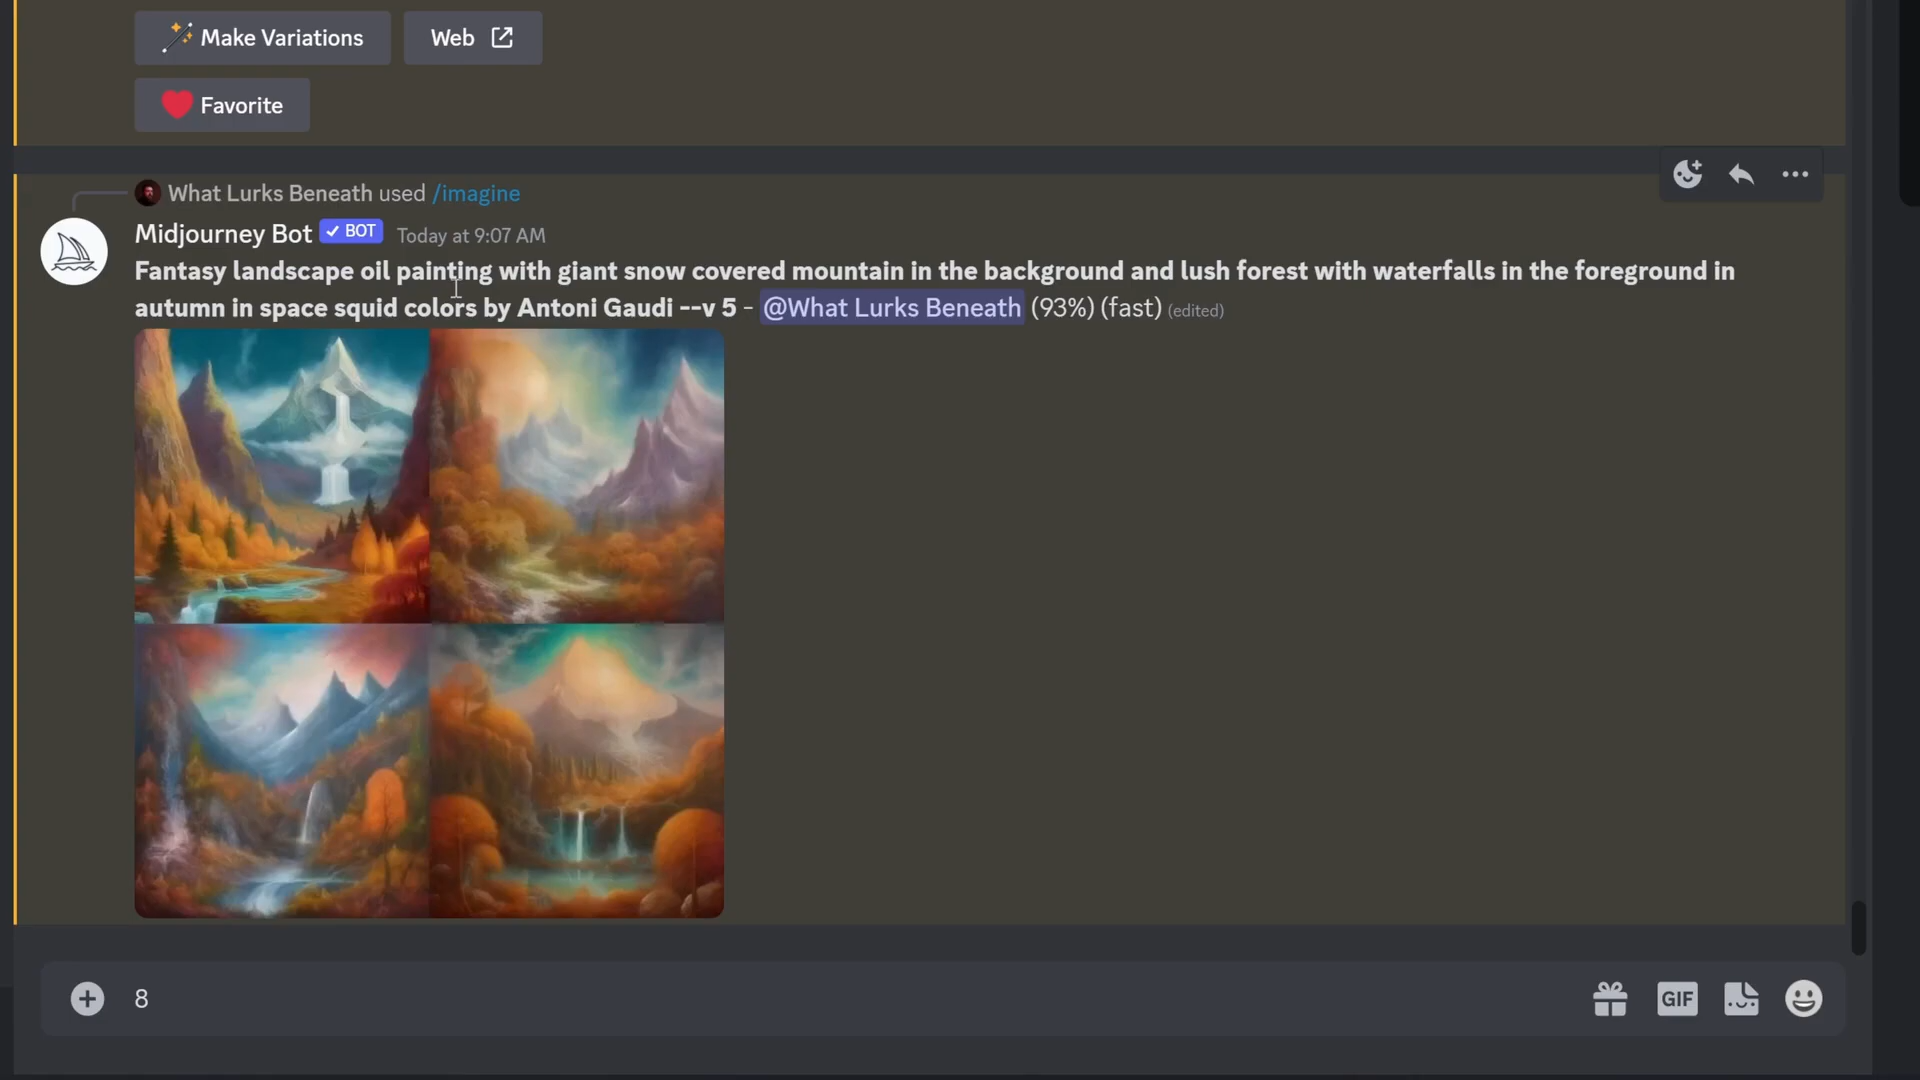 Make Variations
Web
Favorite
What Lurks Beneath used /imagine
Midjourney Bot BOT Today at 9:07 AM
Fantasy landscape oil painting with giant snow covered mountain in the background and lush forest with waterfalls in the foreground in
autumn in space squid colors by Antoni Gaudi --v 5 - @What Lurks Beneath (93%) (fast) (edited)
8
GIF